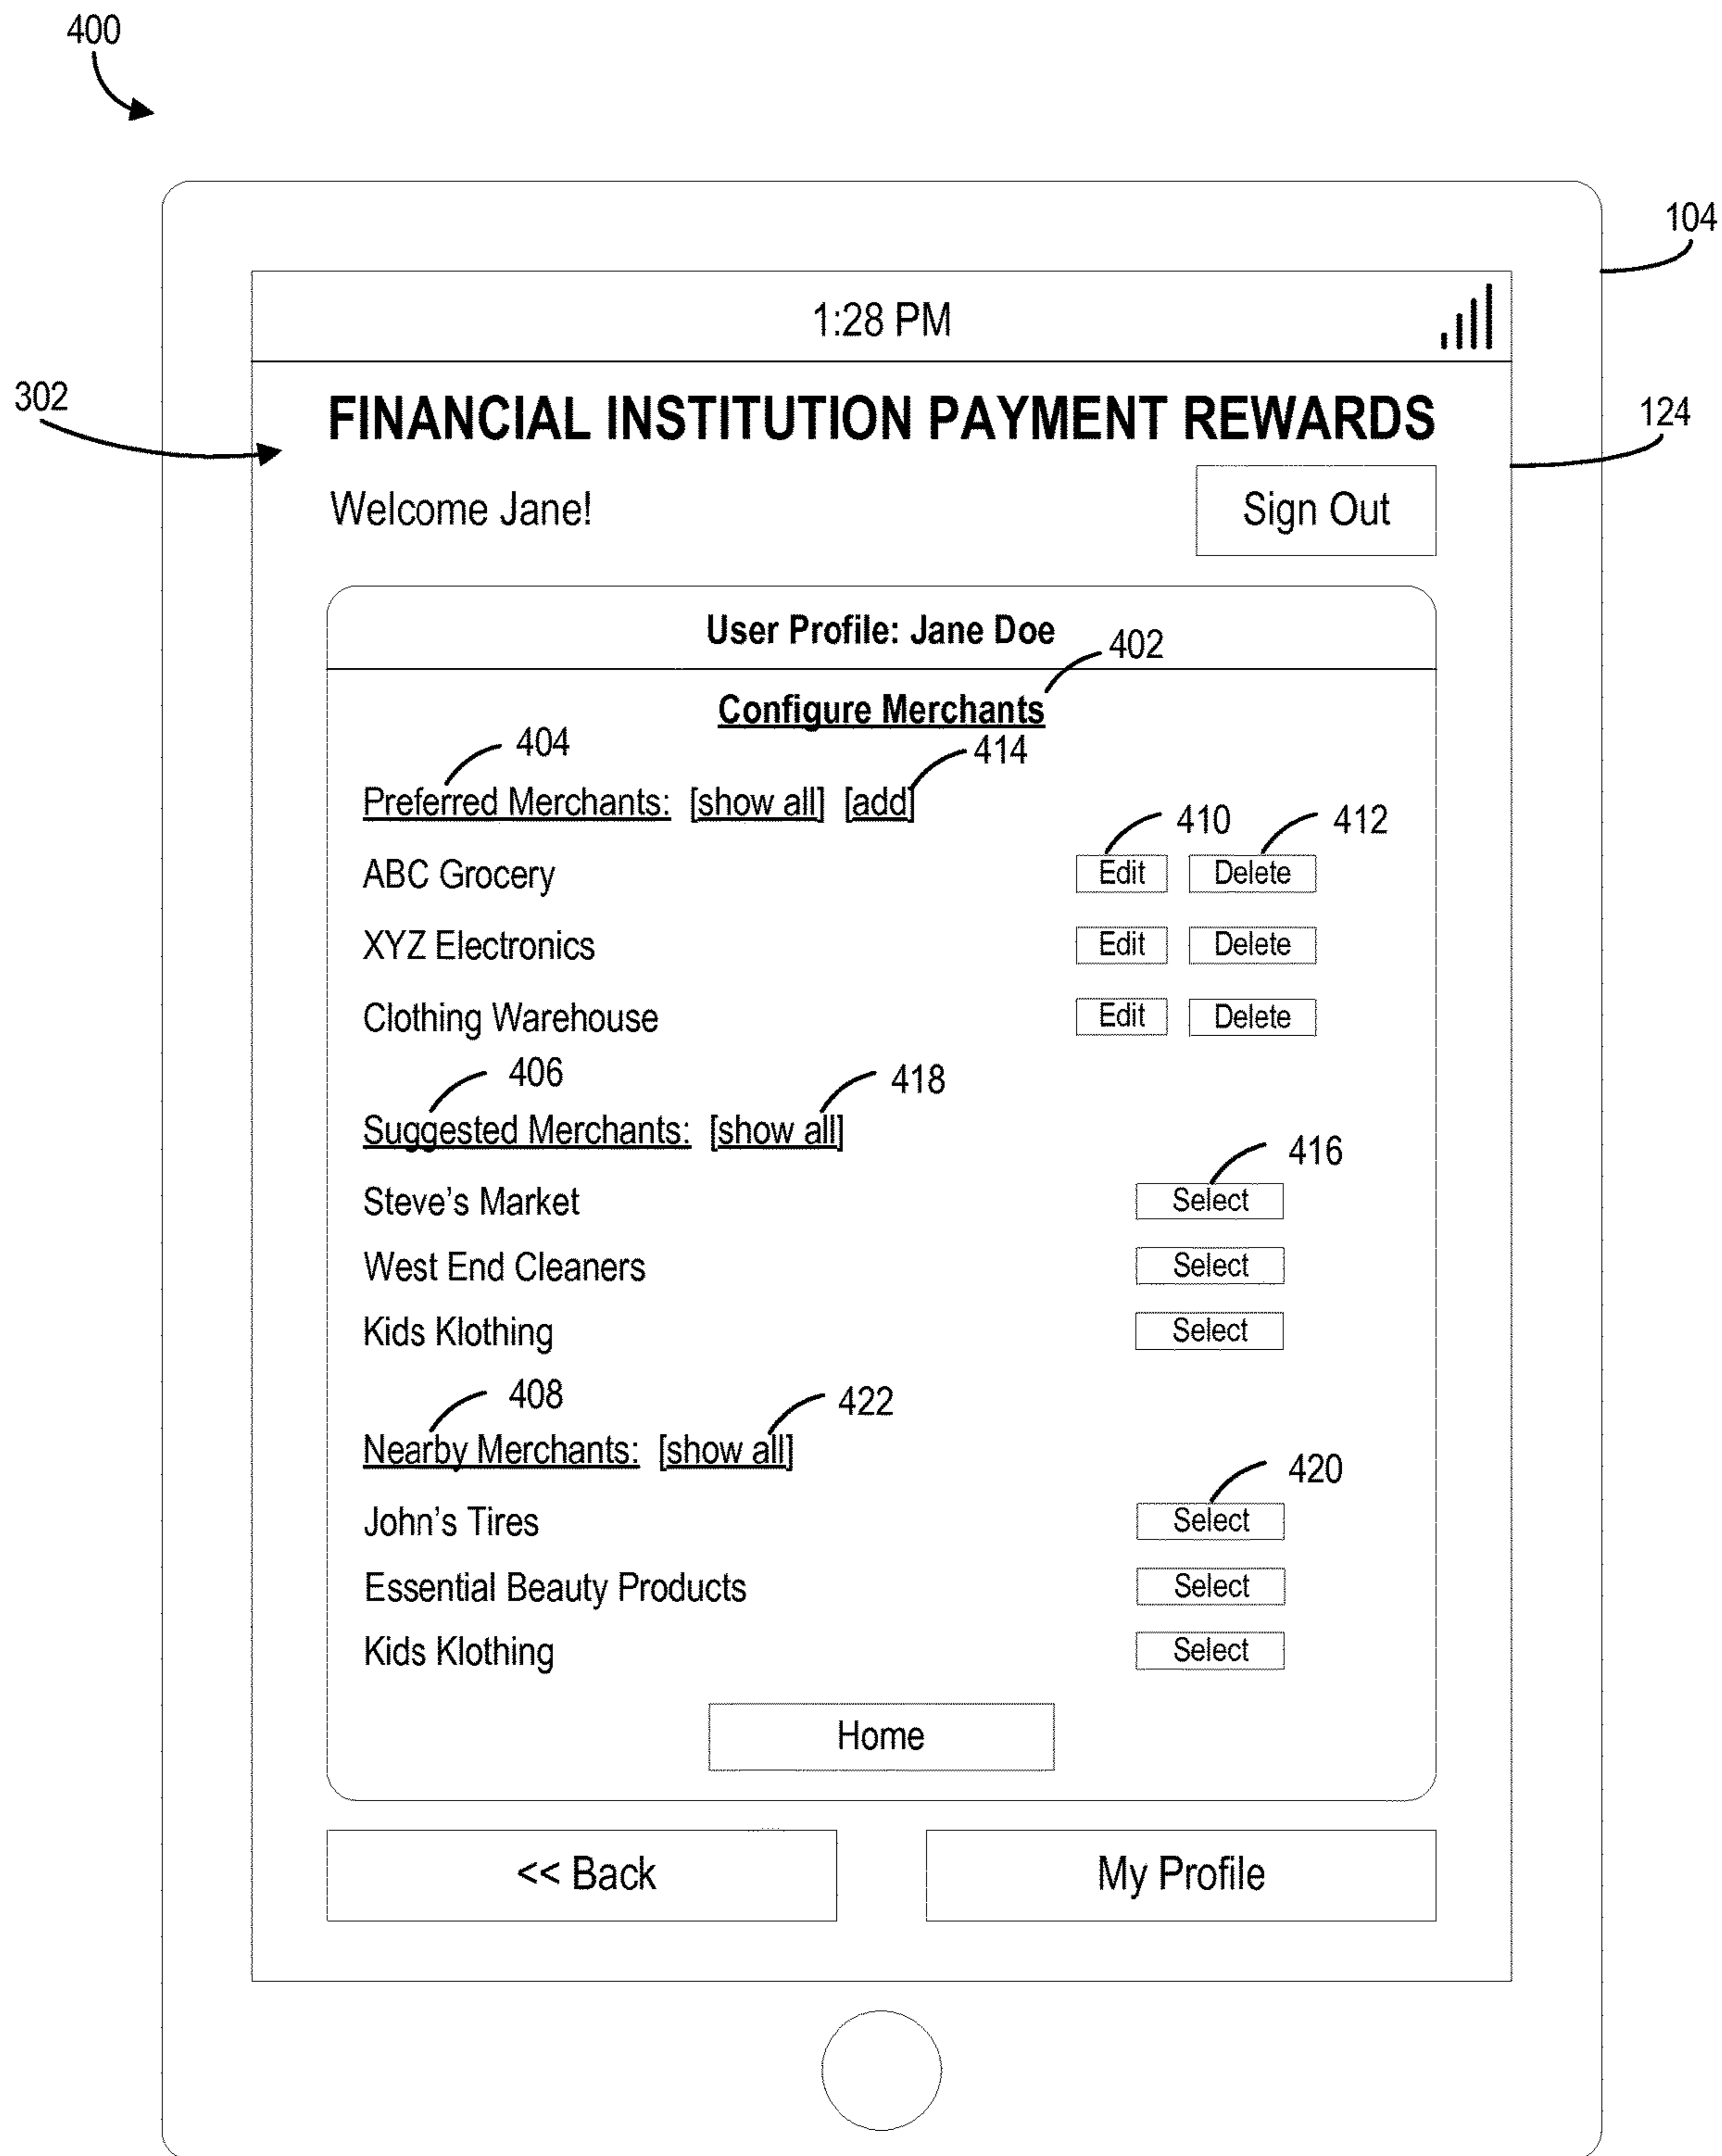 400
104
1:28 PM
302
FINANCIAL INSTITUTION PAYMENT REWARDS
124
Welcome Jane!
Sign Out
User Profile: Jane Doe
402
Configure Merchants
404
414
Preferred Merchants: [show all] [add]
410
412
ABC Grocery Edit Delete
XYZ Electronics Edit Delete
Clothing Warehouse Edit Delete
406
418
Suggested Merchants: [show all]
416
Steve's Market Select
West End Cleaners Select
Kids Klothing Select
408
422
Nearby Merchants: [show all]
420
John's Tires Select
Essential Beauty Products Select
Kids Klothing Select
Home
<< Back
My Profile